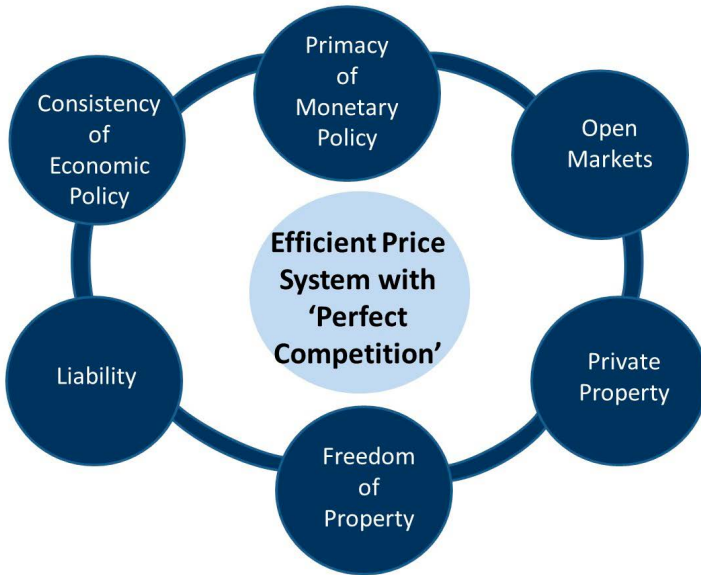 Primacy
of
Monetary
Policy
Open
Markets
Private
Property
Freedom
of
Property
Liability
Consistency
of
Economic
Policy
Efficient Price
System with
‘Perfect
Competition’